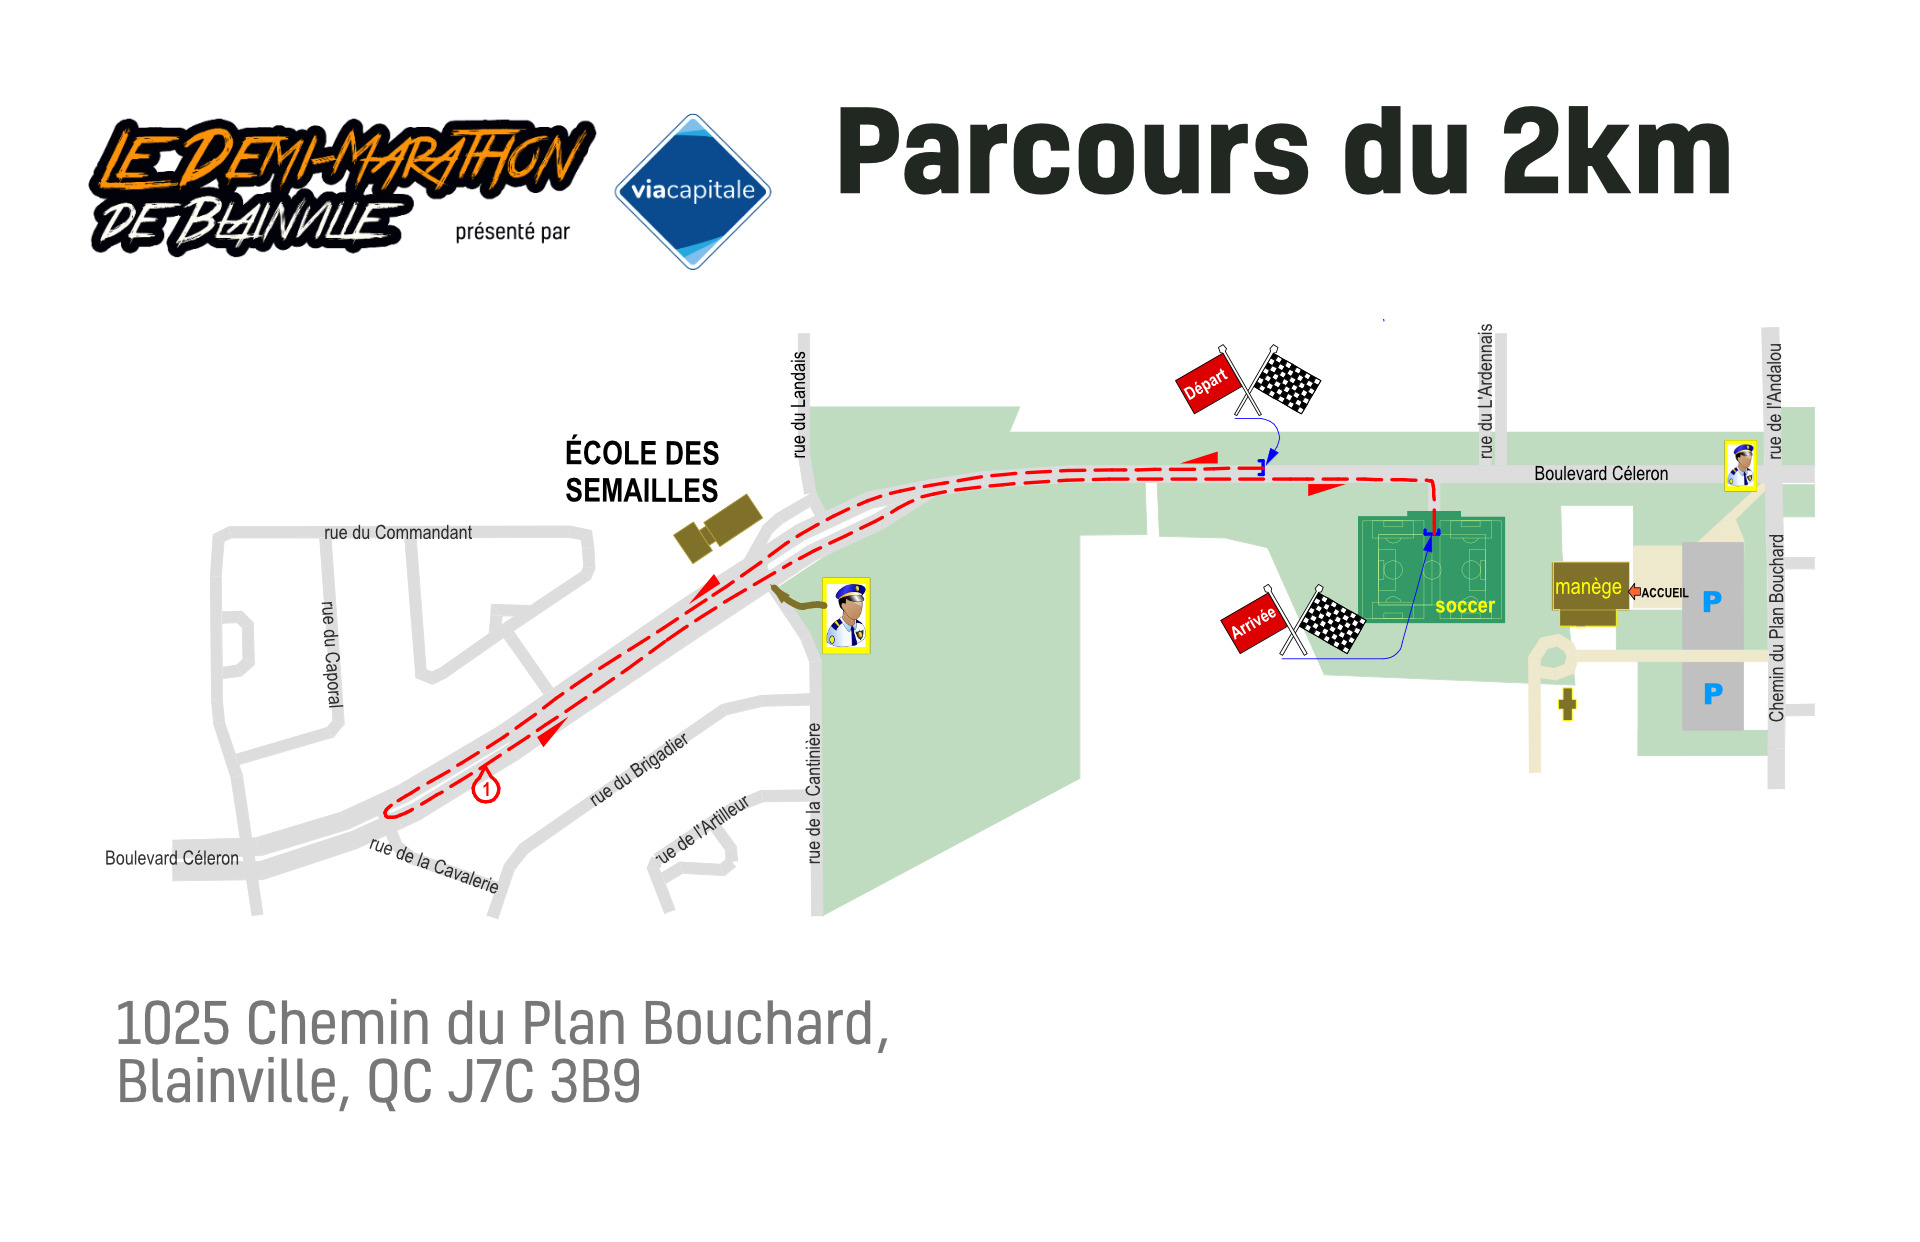 LE DEMI-MARATHON
DE BLAINVILLE
présenté par
viacapitale
Parcours du 2km
rue du Landais
Départ
rue du L'Ardennais
rue de l'Andalou
ÉCOLE DES
SEMAILLES
Boulevard Céleron
rue du Commandant
manège
ACCUEIL
P
soccer
Arrivée
rue du Caporal
Chemin du Plan Bouchard
P
rue du Brigadier
rue de la Cantinière
1
rue de l'Artilleur
Boulevard Céleron
rue de la Cavalerie
1025 Chemin du Plan Bouchard,
Blainville, QC J7C 3B9